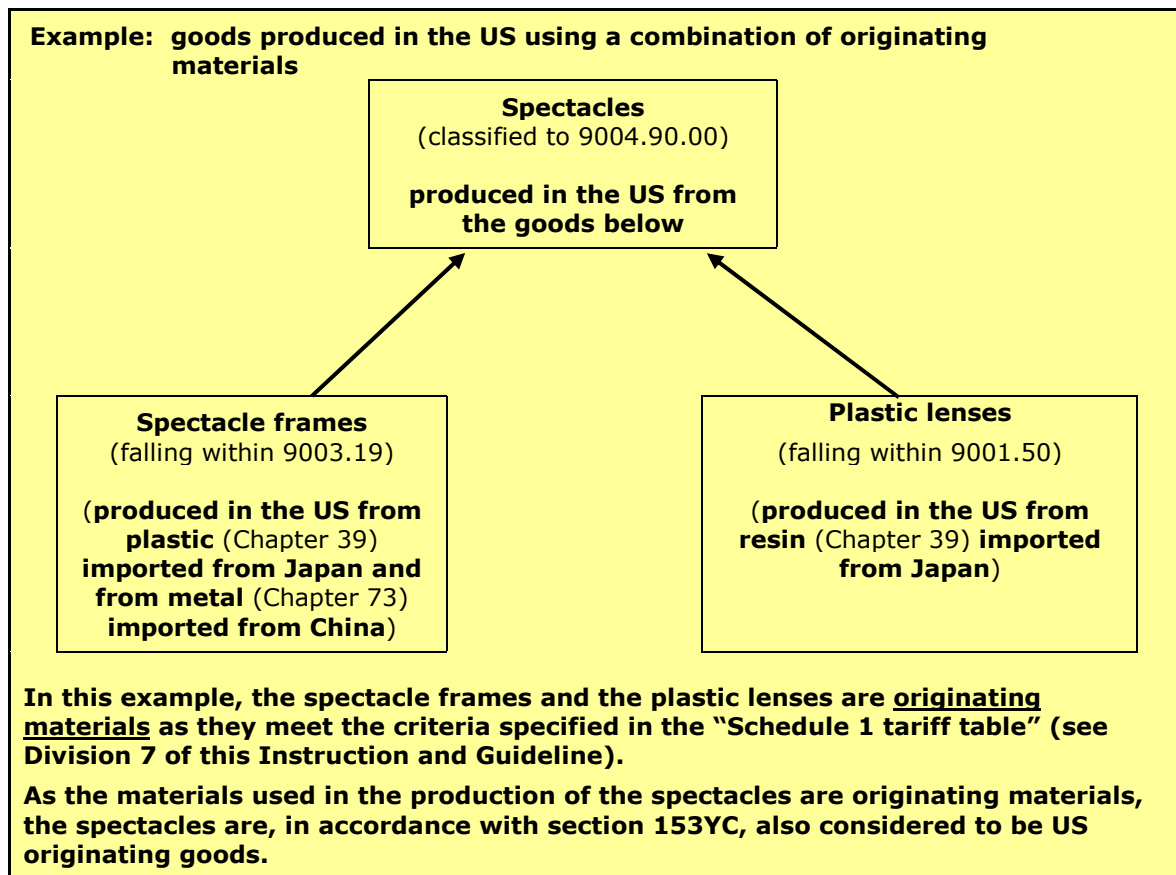 Example: goods produced in the US using a combination of originating
materials
Spectacles
(classified to 9004.90.00)
produced in the US from
the goods below
Spectacle frames
(falling within 9003.19)
(produced in the US from
plastic (Chapter 39)
imported from Japan and
from metal (Chapter 73)
imported from China)
Plastic lenses
(falling within 9001.50)
(produced in the US from
resin (Chapter 39) imported
from Japan)
In this example, the spectacle frames and the plastic lenses are originating
materials as they meet the criteria specified in the “Schedule 1 tariff table” (see
Division 7 of this Instruction and Guideline).
As the materials used in the production of the spectacles are originating materials,
the spectacles are, in accordance with section 153YC, also considered to be US
originating goods.